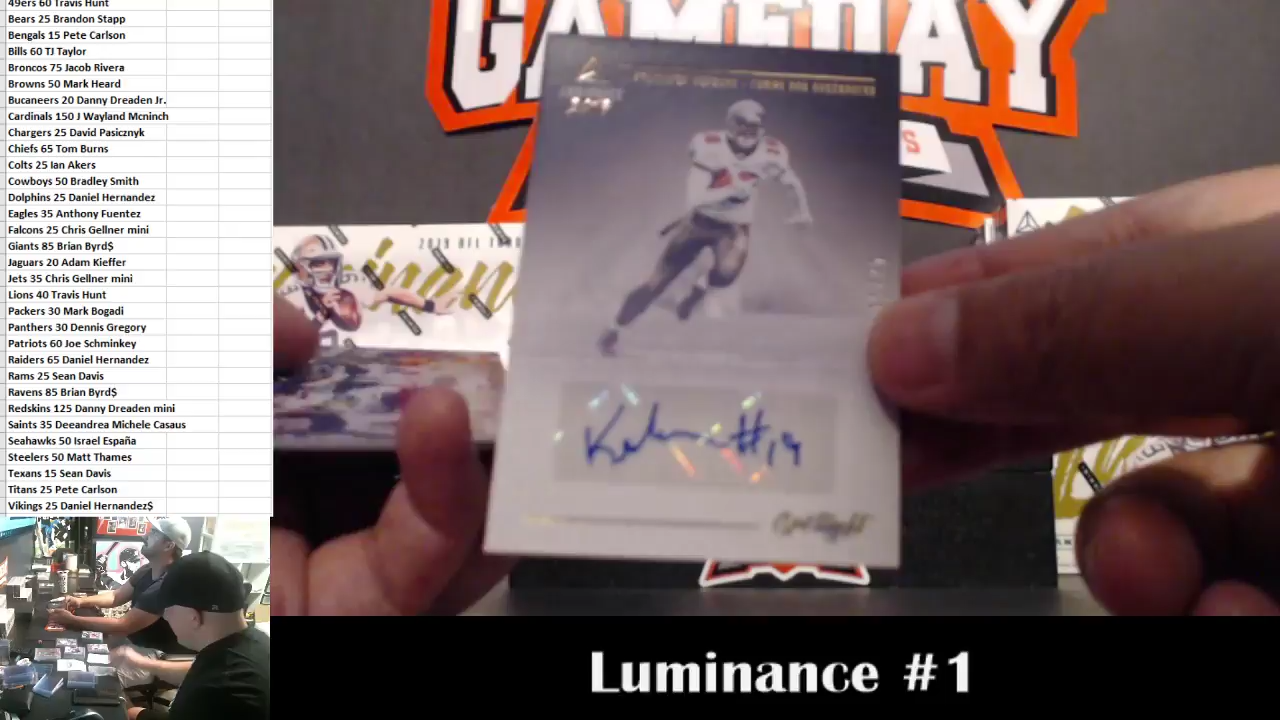 49ers 60 Travis Hunt
Bears 25 Brandon Stapp
Bengals 15 Pete Carlson
Bills 60 TJ Taylor
Broncos 75 Jacob Rivera
Browns 50 Mark Heard
Bucaneers 20 Danny Dreaden Jr.
Cardinals 150 J Wayland Mcninch
Chargers 25 David Pasicznyk
Chiefs 65 Tom Burns
Colts 25 Ian Akers
Cowboys 50 Bradley Smith
Dolphins 25 Daniel Hernandez
Eagles 35 Anthony Fuentez
Falcons 25 Chris Gellner mini
Giants 85 Brian Byrd$
Jaguars 20 Adam Kieffer
Jets 35 Chris Gellner mini
Lions 40 Travis Hunt
Packers 30 Mark Bogadi
Panthers 30 Dennis Gregory
Patriots 60 Joe Schminkey
Raiders 65 Daniel Hernandez
Rams 25 Sean Davis
Ravens 85 Brian Byrd$
Redskins 125 Danny Dreaden mini
Saints 35 Deeandrea Michele Casaus
Seahawks 50 Israel España
Steelers 50 Matt Thames
Texans 15 Sean Davis
Titans 25 Pete Carlson
Vikings 25 Daniel Hernandez$
GAMEDAY
2019 NFL
#19
Luminance #1